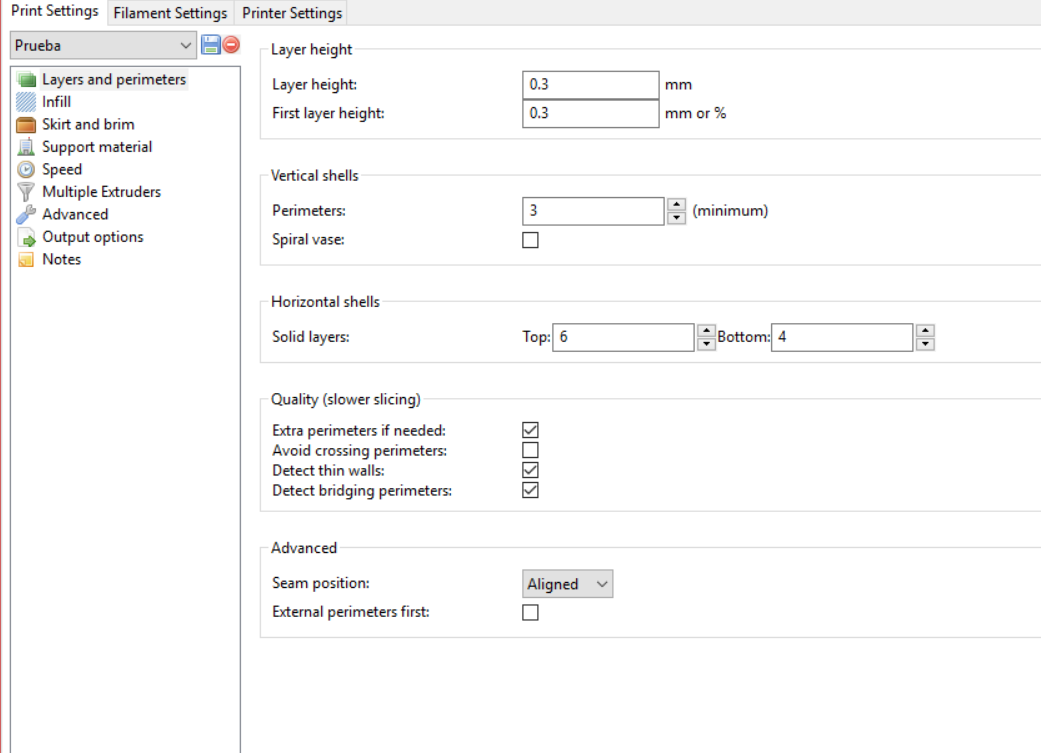 Print Settings Filament Settings Printer Settings
Prueba
Layers and perimeters
Infill
Skirt and brim
Support material
Speed
Multiple Extruders
Advanced
Output options
Notes
Layer height
Layer height: 0.3 mm
First layer height: 0.3 mm or %
Vertical shells
Perimeters: 3 (minimum)
Spiral vase:
Horizontal shells
Solid layers: Top: 6 Bottom: 4
Quality (slower slicing)
Extra perimeters if needed:
Avoid crossing perimeters:
Detect thin walls:
Detect bridging perimeters:
Advanced
Seam position: Aligned
External perimeters first: